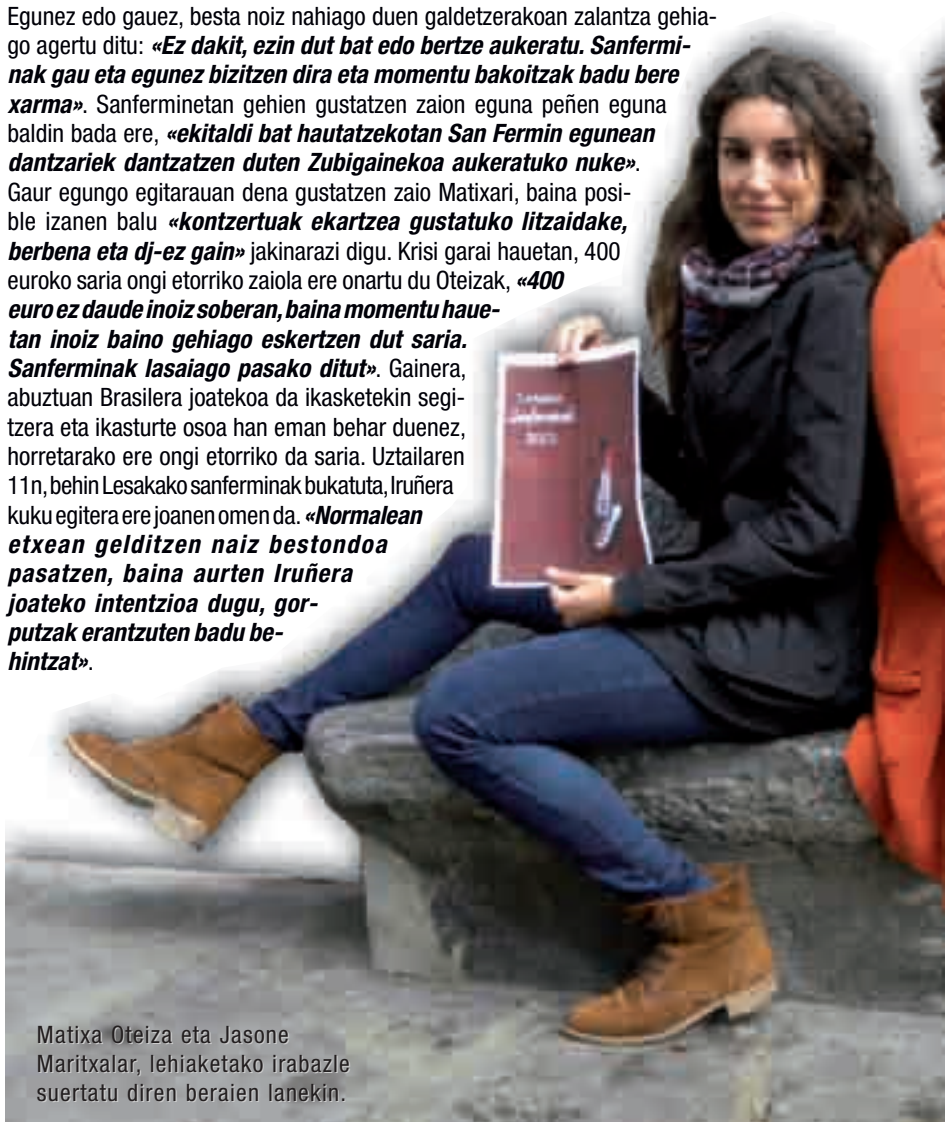 Egunez edo gauez, besta noiz nahiago duen galdetzerakoan zalantza gehia-
go agertu ditu: «Ez dakit, ezin dut bat edo bertze aukeratu. Sanfermi-
nak gau eta egunez bizitzen dira eta momentu bakoitzak badu bere
xarma». Sanferminetan gehien gustatzen zaion eguna peñen eguna
baldin bada ere, «ekitaldi bat hautatzekotan San Fermin egunean
dantzariek dantzatzen duten Zubigainekoa aukeratuko nuke».
Gaur egungo egitarauan dena gustatzen zaio Matixari, baina posi-
ble izanen balu «kontzertuak ekartzea gustatuko litzaidake,
berbena eta dj-ez gain» jakinarazi digu. Krisi garai hauetan, 400
euroko saria ongi etorriko zaiola ere onartu du Oteizak, «400
euro ez daude inoiz soberan, baina momentu haue-
tan inoiz baino gehiago eskertzen dut saria.
Sanferminak lasaiago pasako ditut». Gainera,
abuztuan Brasilera joatekoa da ikasketekin segi-
tzera eta ikasturte osoa han eman behar duenez,
horretarako ere ongi etorriko da saria. Uztailaren
11n, behin Lesakako sanferminak bukatuta, Iruñera
kuku egitera ere joanen omen da. «Normalean
etxean gelditzen naiz bestondoa
pasatzen, baina aurten Iruñera
joateko intentzioa dugu, gor-
putzak erantzuten badu be-
hintzat».
Matixa Oteiza eta Jasone
Maritxalar, lehiaketako irabazle
suertatu diren beraien lanekin.